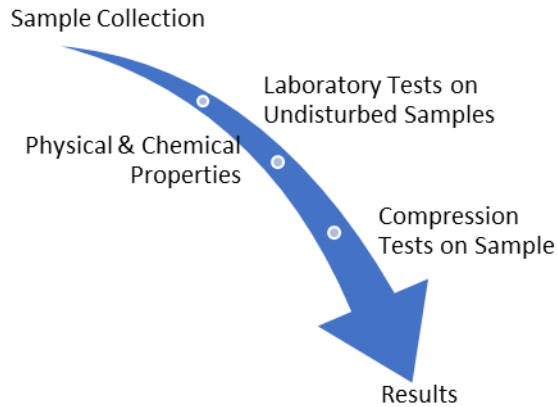 Sample Collection
Laboratory Tests on
Undisturbed Samples
Physical & Chemical
Properties
Compression
Tests on Sample
Results